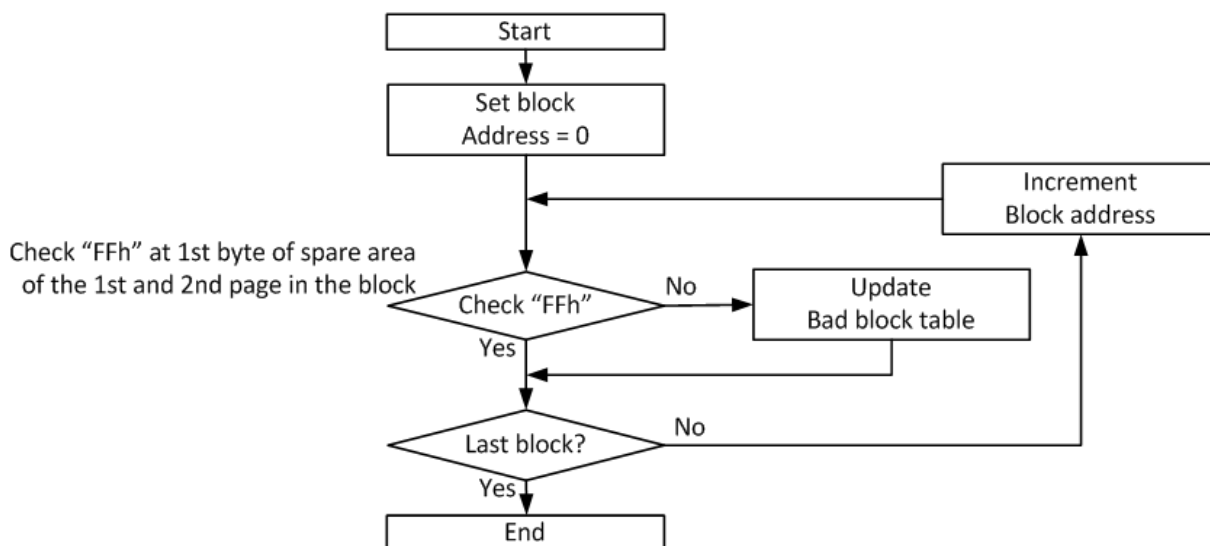 Start
Set block
Address = 0
Increment
Block address
Check “FFh” at 1st byte of spare area
of the 1st and 2nd page in the block
Check “FFh”
No
Update
Bad block table
Yes
Last block?
No
Yes
End